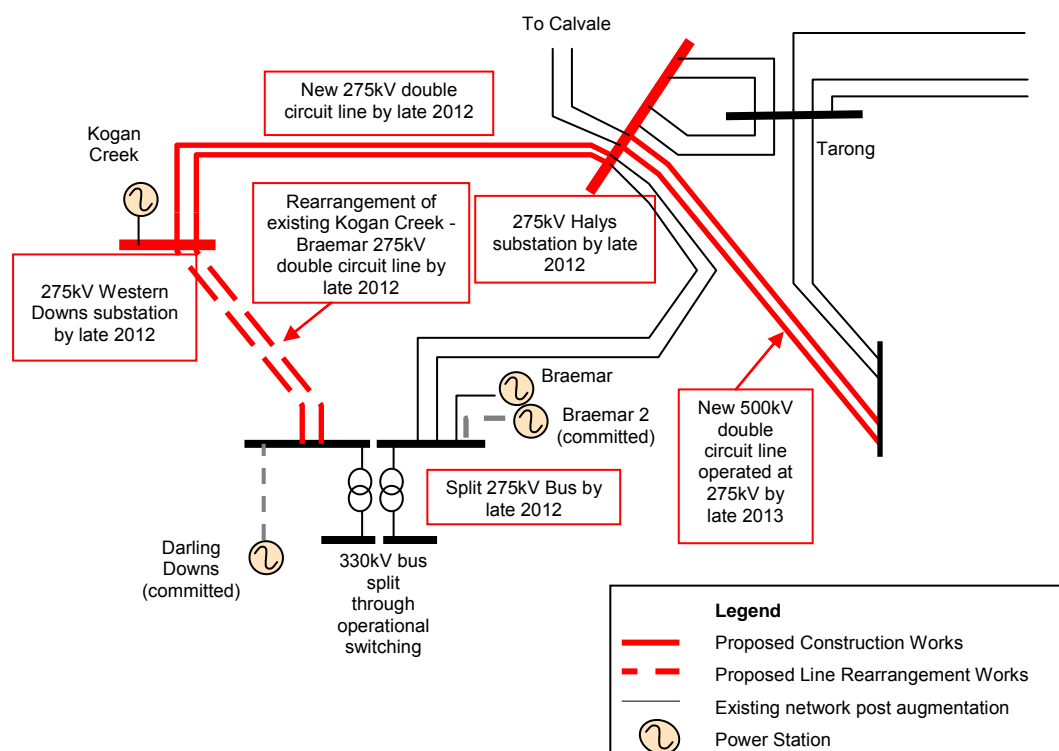 To Calvale
New 275kV double
circuit line by late 2012
Kogan
Creek
Tarong
Rearrangement of
existing Kogan Creek -
Braemar 275kV
double circuit line by
late 2012
275kV Halys
substation by late
2012
275kV Western
Downs substation
by late 2012
Braemar
Braemar 2
(committed)
New 500kV
double
circuit line
operated at
275kV by
late 2013
Split 275kV Bus by
late 2012
Darling
Downs
(committed)
330kV bus
split
through
operational
switching
Legend
Proposed Construction Works
Proposed Line Rearrangement Works
Existing network post augmentation
Power Station